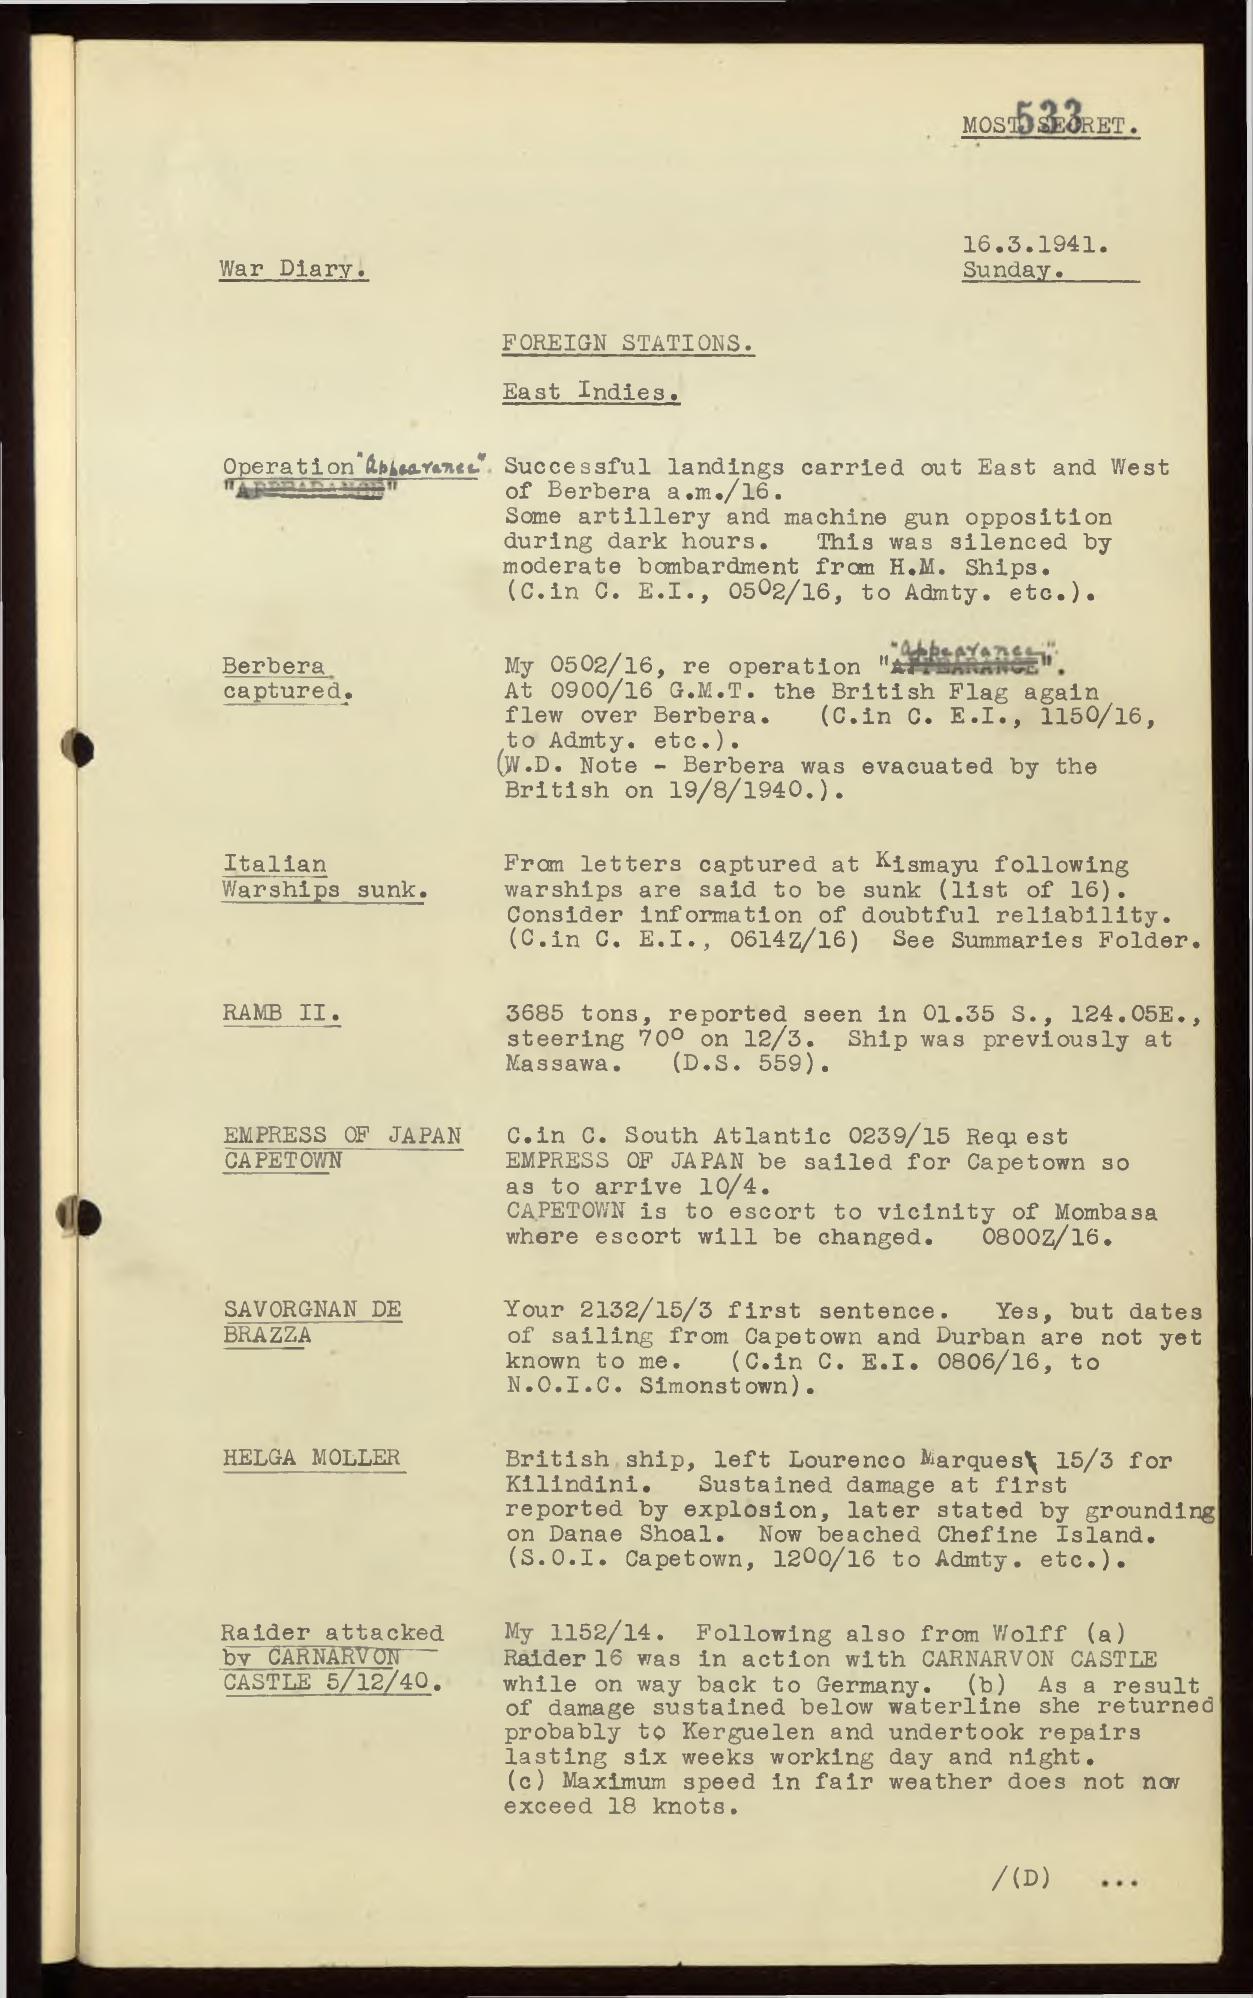 533
MOST SECRET.
16.3.1941.
War Diary.
Sunday.
FOREIGN STATIONS.
East Indies.
Operation "Appearance".
"APPEARANCE"
Successful landings carried out East and West
of Berbera a.m./16.
Some artillery and machine gun opposition
during dark hours. This was silenced by
moderate bombardment from H.M. Ships.
(C.in C. E.I., 0502/16, to Admty. etc.).
Berbera
captured.
"Appearance".
My 0502/16, re operation "APPEARANCE".
At 0900/16 G.M.T. the British Flag again
flew over Berbera. (C.in C. E.I., 1150/16,
to Admty. etc.).
(W.D. Note - Berbera was evacuated by the
British on 19/8/1940.).
Italian
Warships sunk.
From letters captured at Kismayu following
warships are said to be sunk (list of 16).
Consider information of doubtful reliability.
(C.in C. E.I., 0614Z/16) See Summaries Folder.
RAMB II.
3685 tons, reported seen in 01.35 S., 124.05E.,
steering 70° on 12/3. Ship was previously at
Massawa. (D.S. 559).
EMPRESS OF JAPAN
CAPETOWN
C.in C. South Atlantic 0239/15 Request
EMPRESS OF JAPAN be sailed for Capetown so
as to arrive 10/4.
CAPETOWN is to escort to vicinity of Mombasa
where escort will be changed. 0800Z/16.
SAVORGNAN DE
BRAZZA
Your 2132/15/3 first sentence. Yes, but dates
of sailing from Capetown and Durban are not yet
known to me. (C.in C. E.I. 0806/16, to
N.O.I.C. Simonstown).
HELGA MOLLER
British ship, left Lourenco Marques 15/3 for
Kilindini. Sustained damage at first
reported by explosion, later stated by grounding
on Danae Shoal. Now beached Chefine Island.
(S.O.I. Capetown, 1200/16 to Admty. etc.).
Raider attacked
by CARNARVON
CASTLE 5/12/40.
My 1152/14. Following also from Wolff (a)
Raider 16 was in action with CARNARVON CASTLE
while on way back to Germany. (b) As a result
of damage sustained below waterline she returned
probably to Kerguelen and undertook repairs
lasting six weeks working day and night.
(c) Maximum speed in fair weather does not now
exceed 18 knots.
/(D) ...